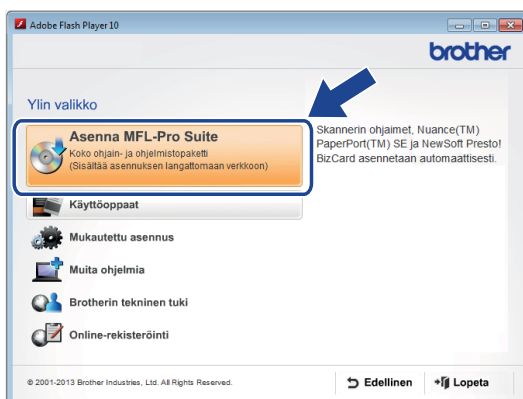 Adobe Flash Player 10
brother
Ylin valikko
Asenna MFL-Pro Suite
Koko ohjain- ja ohjelmistopaketti
(Sisältää asennuksen langattomaan verkkoon)
Skannerin ohjaimet, Nuance(TM)
PaperPort(TM) SE ja NewSoft Presto!
BizCard asennetaan automaattisesti.
Käyttöoppaat
Mukautettu asennus
Muita ohjelmia
Brotherin tekninen tuki
Online-rekisteröinti
© 2001-2013 Brother Industries, Ltd. All Rights Reserved.
Edellinen
Lopeta